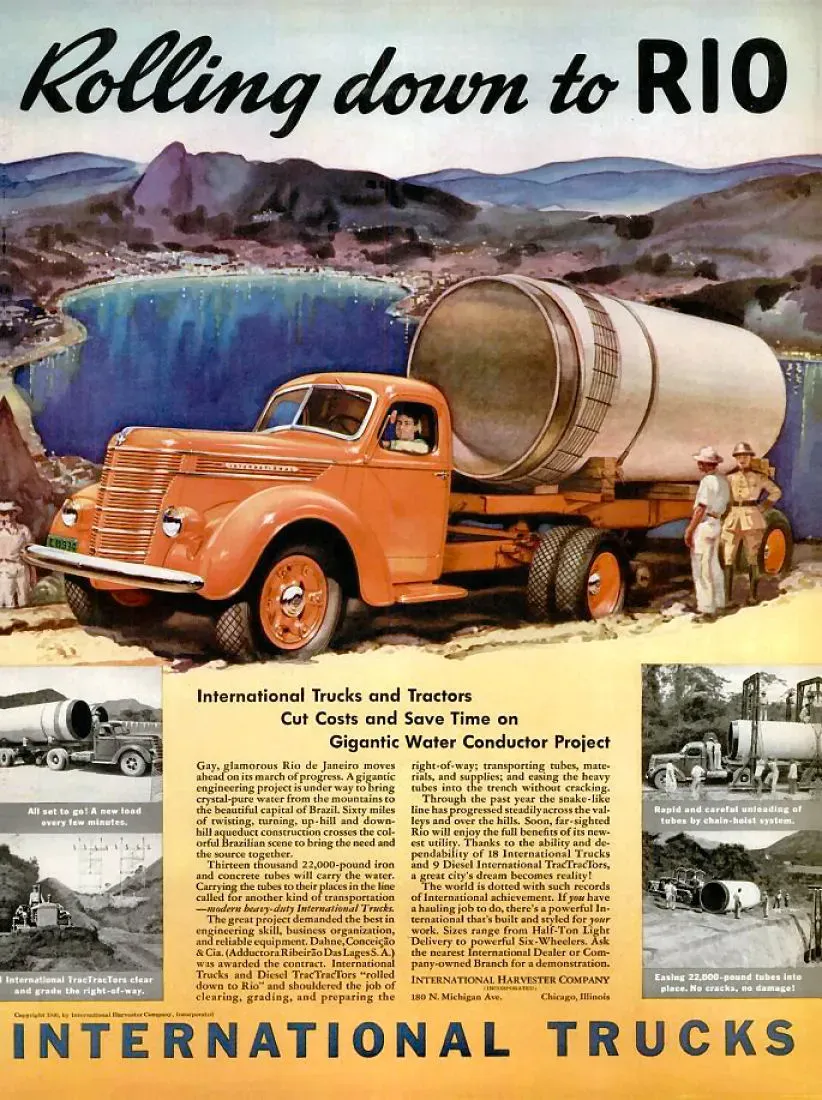 Rolling down to RIO
INTERNATIONAL
International Trucks and Tractors
Cut Costs and Save Time on
Gigantic Water Conductor Project
Gay, glamorous Rio de Janeiro moves
ahead on its march of progress. A gigantic
engineering project is under way to bring
crystal-pure water from the mountains to
the beautiful capital of Brazil. Sixty miles
of twisting, turning, up-hill and down-
hill aqueduct construction crosses the col-
orful Brazilian scene to bring the need and
the source together.
Thirteen thousand 22,000-pound iron
and concrete tubes will carry the water.
Carrying the tubes to their places in the line
called for another kind of transportation
—modern heavy-duty International Trucks.
The great project demanded the best in
engineering skill, business organization,
and reliable equipment. Dahne, Conceição
& Cia. (Adductora Ribeirão Das Lages S. A.)
was awarded the contract. International
Trucks and Diesel TracTracTors "rolled
down to Rio" and shouldered the job of
clearing, grading, and preparing the
right-of-way; transporting tubes, mate-
rials, and supplies; and easing the heavy
tubes into the trench without cracking.
Through the past year the snake-like
line has progressed steadily across the val-
leys and over the hills. Soon, far-sighted
Rio will enjoy the full benefits of its new-
est utility. Thanks to the ability and de-
pendability of 18 International Trucks
and 9 Diesel International TracTracTors,
a great city's dream becomes reality!
The world is dotted with such records
of International achievement. If you have
a hauling job to do, there's a powerful In-
ternational that's built and styled for your
work. Sizes range from Half-Ton Light
Delivery to powerful Six-Wheelers. Ask
the nearest International Dealer or Com-
pany-owned Branch for a demonstration.
INTERNATIONAL HARVESTER COMPANY
(INCORPORATED)
180 N. Michigan Ave. Chicago, Illinois
All set to go! A new load
every few minutes.
International TracTracTors clear
and grade the right-of-way.
Rapid and careful unloading of
tubes by chain-hoist system.
Easing 22,000-pound tubes into
place. No cracks, no damage!
Copyright by International Harvester Company, Incorporated
INTERNATIONAL TRUCKS